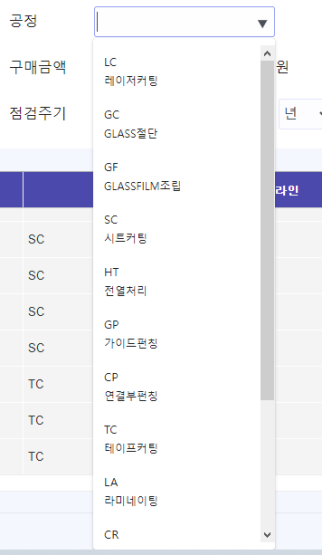 공정
구매금액
원
점검주기
년
라인
LC
레이저커팅
GC
GLASS절단
GF
GLASSFILM조립
SC
시트커팅
HT
전열처리
GP
가이드펀칭
CP
연결부펀칭
TC
테이프커팅
LA
라미네이팅
CR
SC
SC
SC
SC
TC
TC
TC